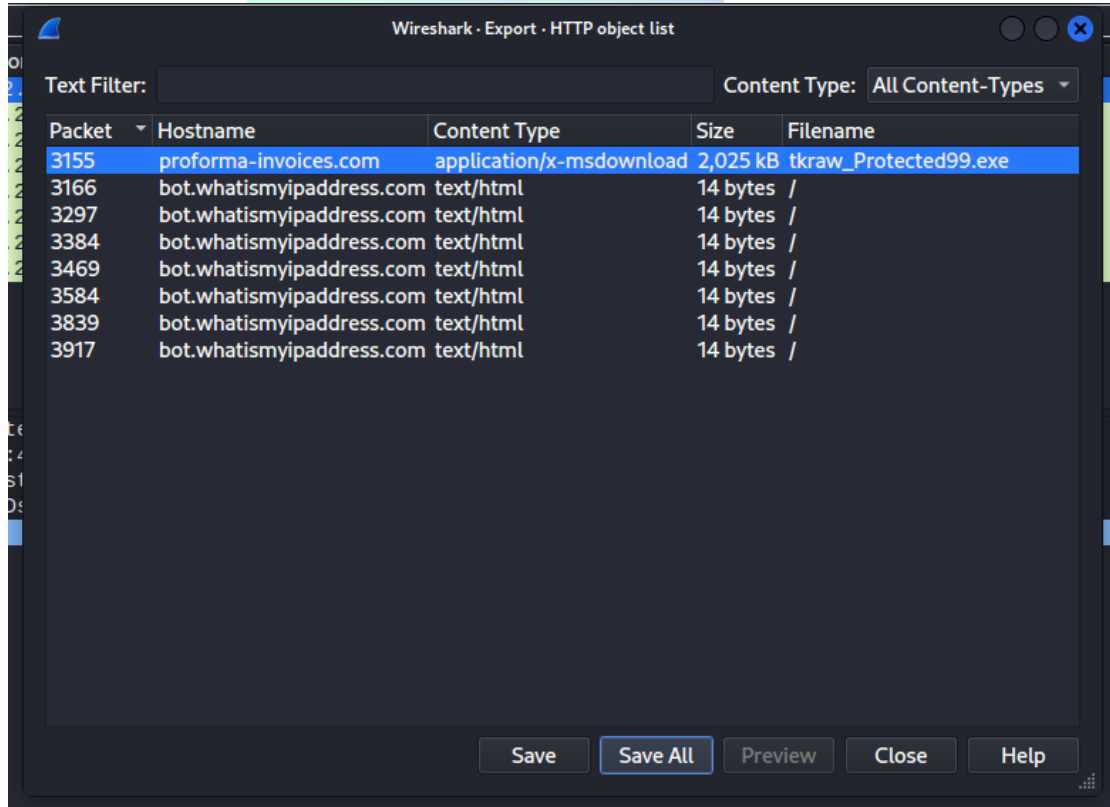 Wireshark · Export · HTTP object list
Text Filter: Content Type: All Content-Types
Packet Hostname Content Type Size Filename
3155 proforma-invoices.com application/x-msdownload 2,025 kB tkraw_Protected99.exe
3166 bot.whatismyipaddress.com text/html 14 bytes /
3297 bot.whatismyipaddress.com text/html 14 bytes /
3384 bot.whatismyipaddress.com text/html 14 bytes /
3469 bot.whatismyipaddress.com text/html 14 bytes /
3584 bot.whatismyipaddress.com text/html 14 bytes /
3839 bot.whatismyipaddress.com text/html 14 bytes /
3917 bot.whatismyipaddress.com text/html 14 bytes /
Save Save All Preview Close Help